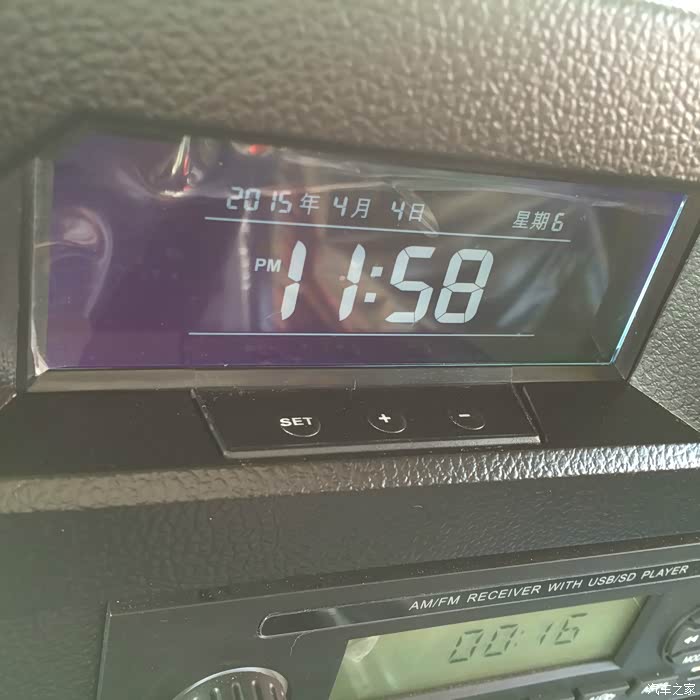 2015年 4月 4日 星期6
PM 11:58
SET + -
AM/FM RECEIVER WITH USB/SD PLAYER
00:16
汽车之家